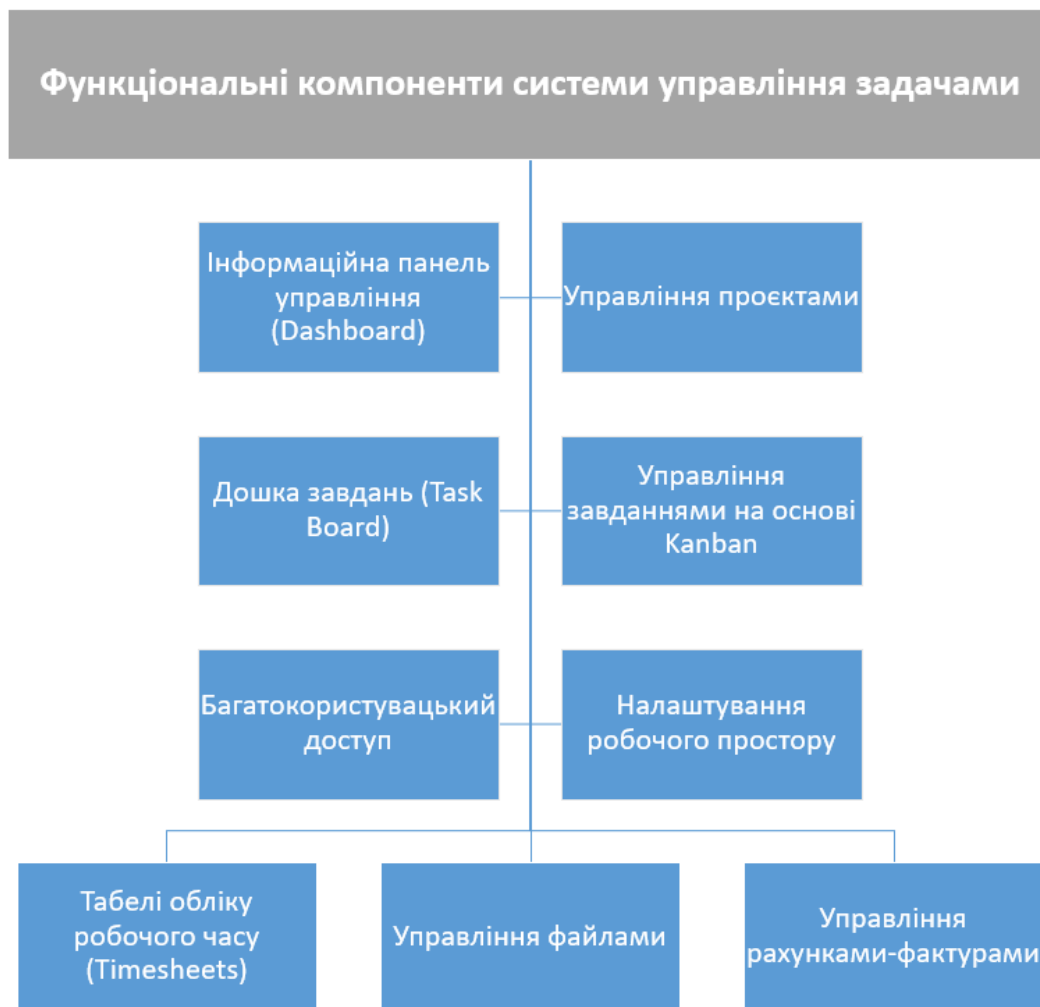 Функціональні компоненти системи управління задачами
Інформаційна панель
управління
(Dashboard)
Управління проєктами
Дошка завдань (Task
Board)
Управління
завданнями на основі
Kanban
Багатокористувацький
доступ
Налаштування
робочого простору
Табелі обліку
робочого часу
(Timesheets)
Управління файлами
Управління
рахунками-фактурами